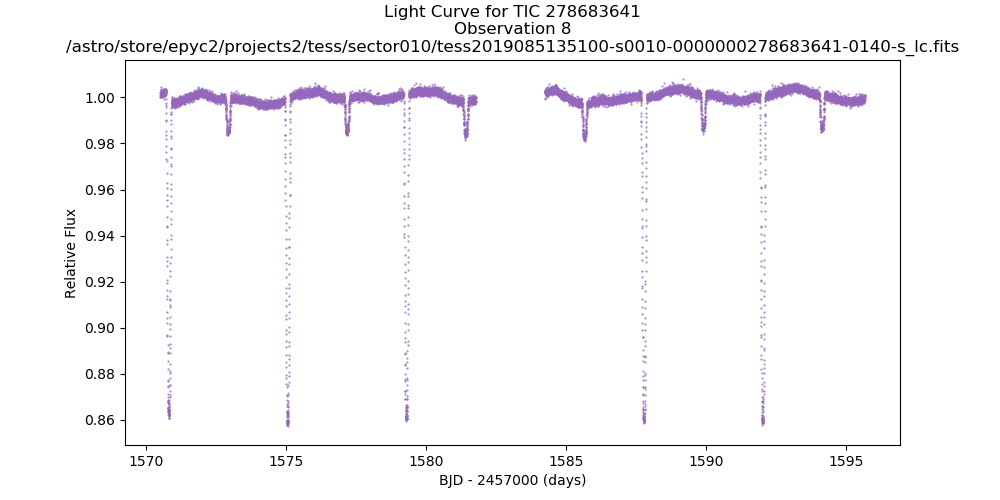 Light Curve for TIC 278683641
Observation 8
/astro/store/epyc2/projects2/tess/sector010/tess2019085135100-s0010-0000000278683641-0140-s_lc.fits
1.00
0.98
0.96
0.94
0.92
0.90
0.88
0.86
Relative Flux
1570
1575
1580
1585
1590
1595
BJD - 2457000 (days)